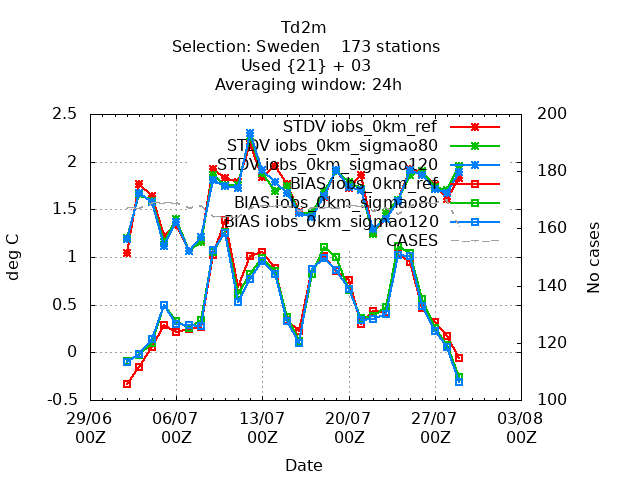 Td2m
Selection: Sweden    173 stations
Used {21} + 03
Averaging window: 24h
STDV iobs_0km_ref
STDV iobs_0km_sigmao80
STDV iobs_0km_sigmao120
BIAS iobs_0km_ref
BIAS iobs_0km_sigmao80
BIAS iobs_0km_sigmao120
CASES
2.5
2
1.5
1
0.5
0
-0.5
deg C
200
180
160
140
120
100
No cases
29/06 06/07 13/07 20/07 27/07 03/08
00Z 00Z 00Z 00Z 00Z 00Z
Date